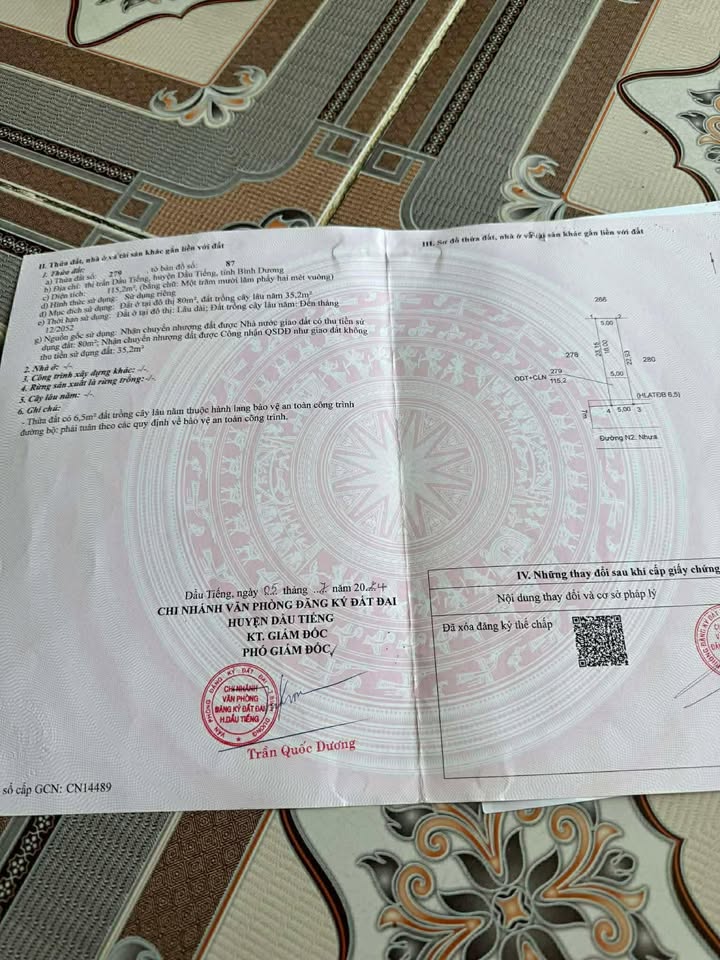 II. Thửa đất, nhà ở và tài sản khác gắn liền với đất
1. Thửa đất:
a) Thửa đất số: 279 tờ bản đồ số: 87
b) Địa chỉ: thị trấn Dầu Tiếng, huyện Dầu Tiếng, tỉnh Bình Dương
c) Diện tích: 115,2m², (bằng chữ: Một trăm mười lăm phảy hai mét vuông)
d) Hình thức sử dụng: Sử dụng riêng
đ) Mục đích sử dụng: Đất ở tại đô thị 80m², đất trồng cây lâu năm 35,2m²
e) Thời hạn sử dụng: Đất ở tại đô thị: Lâu dài; Đất trồng cây lâu năm: Đến tháng
12/2052
g) Nguồn gốc sử dụng: Nhận chuyển nhượng đất được Nhà nước giao đất có thu tiền sử
dụng đất: 80m²; Nhận chuyển nhượng đất được Công nhận QSDĐ như giao đất không
thu tiền sử dụng đất: 35,2m²
2. Nhà ở: -/-
3. Công trình xây dựng khác: -/-
4. Rừng sản xuất là rừng trồng: -/-
5. Cây lâu năm: -/-
6. Ghi chú:
- Thửa đất có 6,5m² đất trồng cây lâu năm thuộc hành lang bảo vệ an toàn công trình
đường bộ; phải tuân theo các quy định về bảo vệ an toàn công trình.
Dầu Tiếng, ngày 02 tháng 7 năm 2024
CHI NHÁNH VĂN PHÒNG ĐĂNG KÝ ĐẤT ĐAI
HUYỆN DẦU TIẾNG
KT. GIÁM ĐỐC
PHÓ GIÁM ĐỐC
CHI NHÁNH
VĂN PHÒNG
ĐĂNG KÝ ĐẤT ĐAI
H.DẦU TIẾNG
Trần Quốc Dương
số cấp GCN: CN14489
III. Sơ đồ thửa đất, nhà ở và tài sản khác gắn liền với đất
266
1 2
5,00
278
23,15
16,00
22,93
280
5,00
ODT+CLN
279
115,2
(HLATĐB 6,5)
7m
4 5,00 3
Đường N2, Nhựa
IV. Những thay đổi sau khi cấp giấy chứng
Nội dung thay đổi và cơ sở pháp lý
Đã xóa đăng ký thế chấp